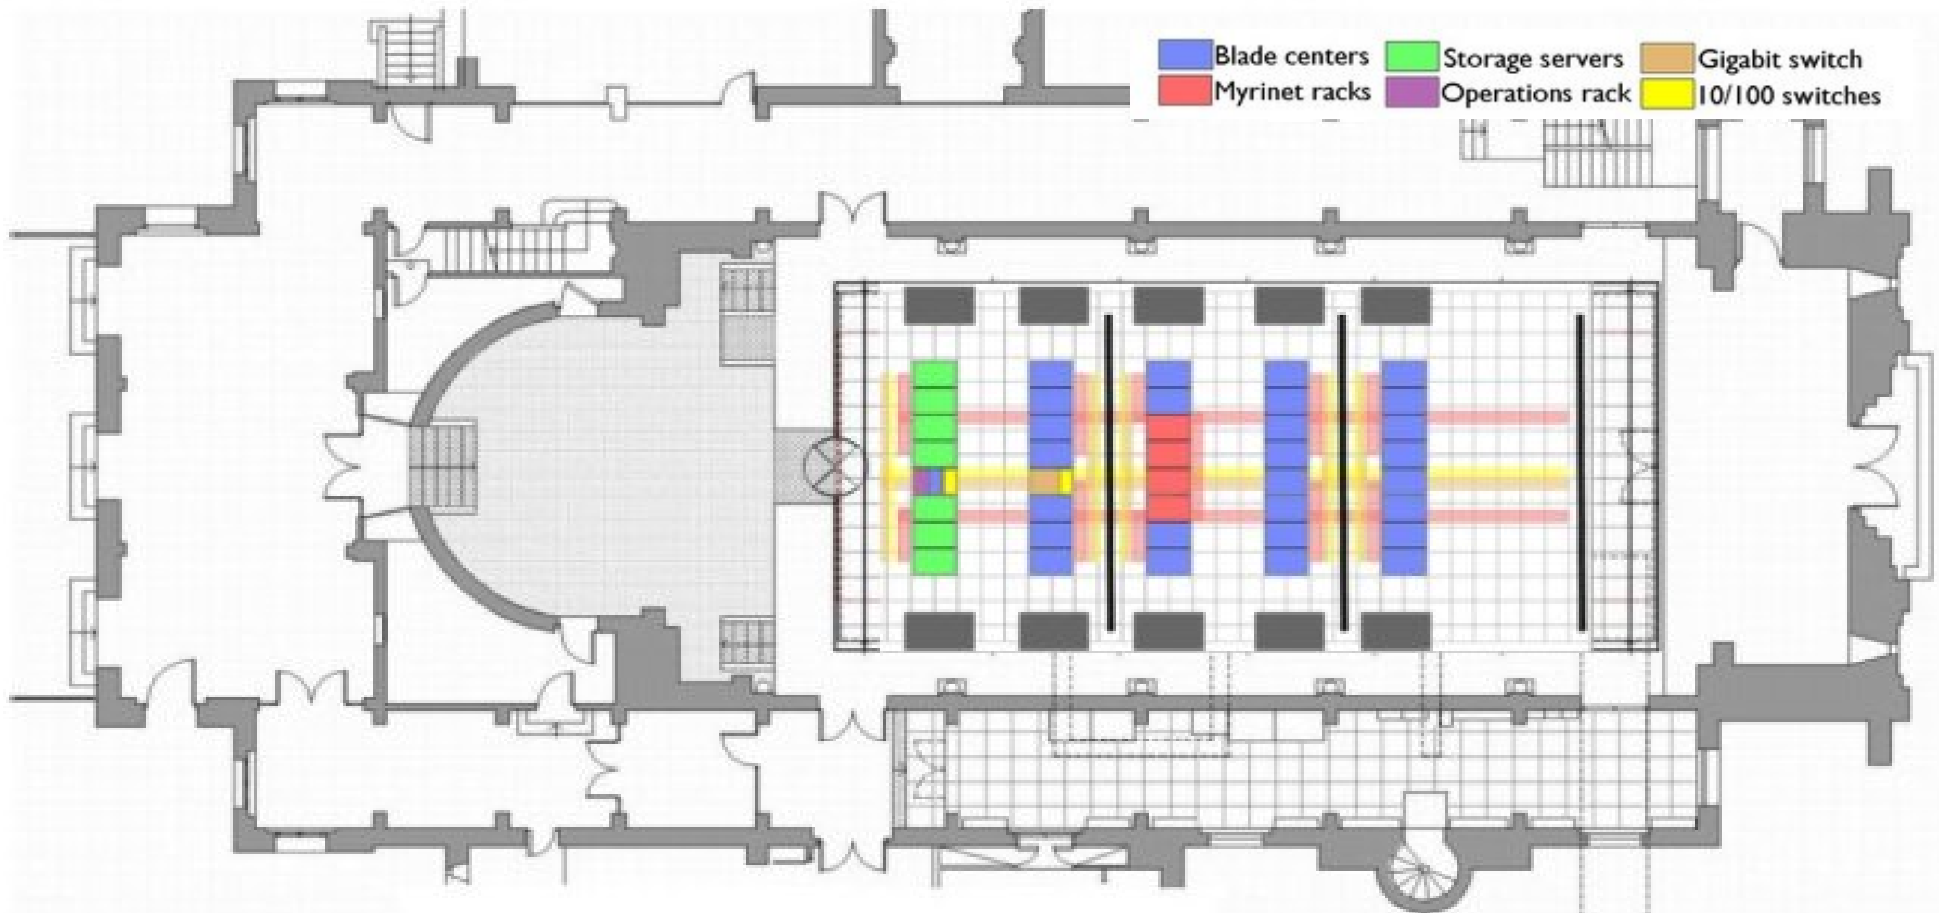 Blade centers Storage servers Gigabit switch
Myrinet racks Operations rack 10/100 switches